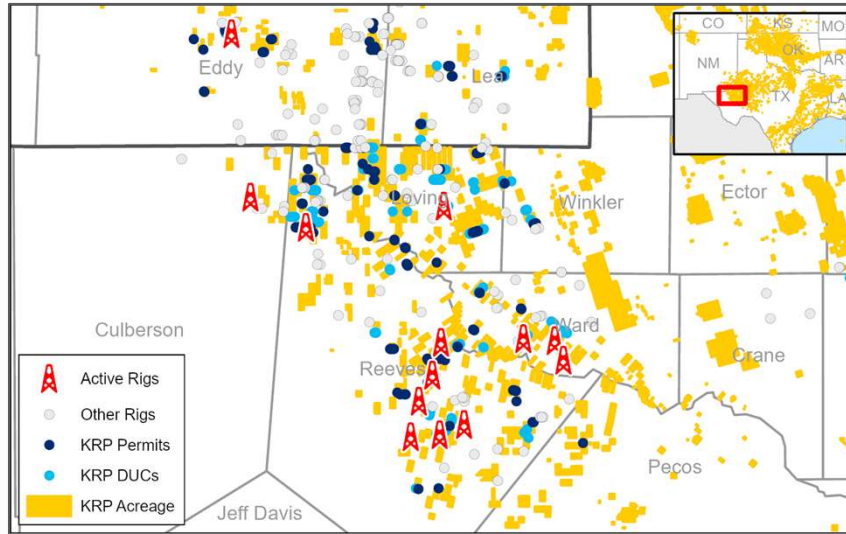 CO
KS
MO
NM
OK
AR
TX
LA
Eddy
Lea
Loving
Winkler
Ector
Culberson
Ward
Crane
Reeves
Pecos
Jeff Davis
Active Rigs
Other Rigs
KRP Permits
KRP DUCs
KRP Acreage